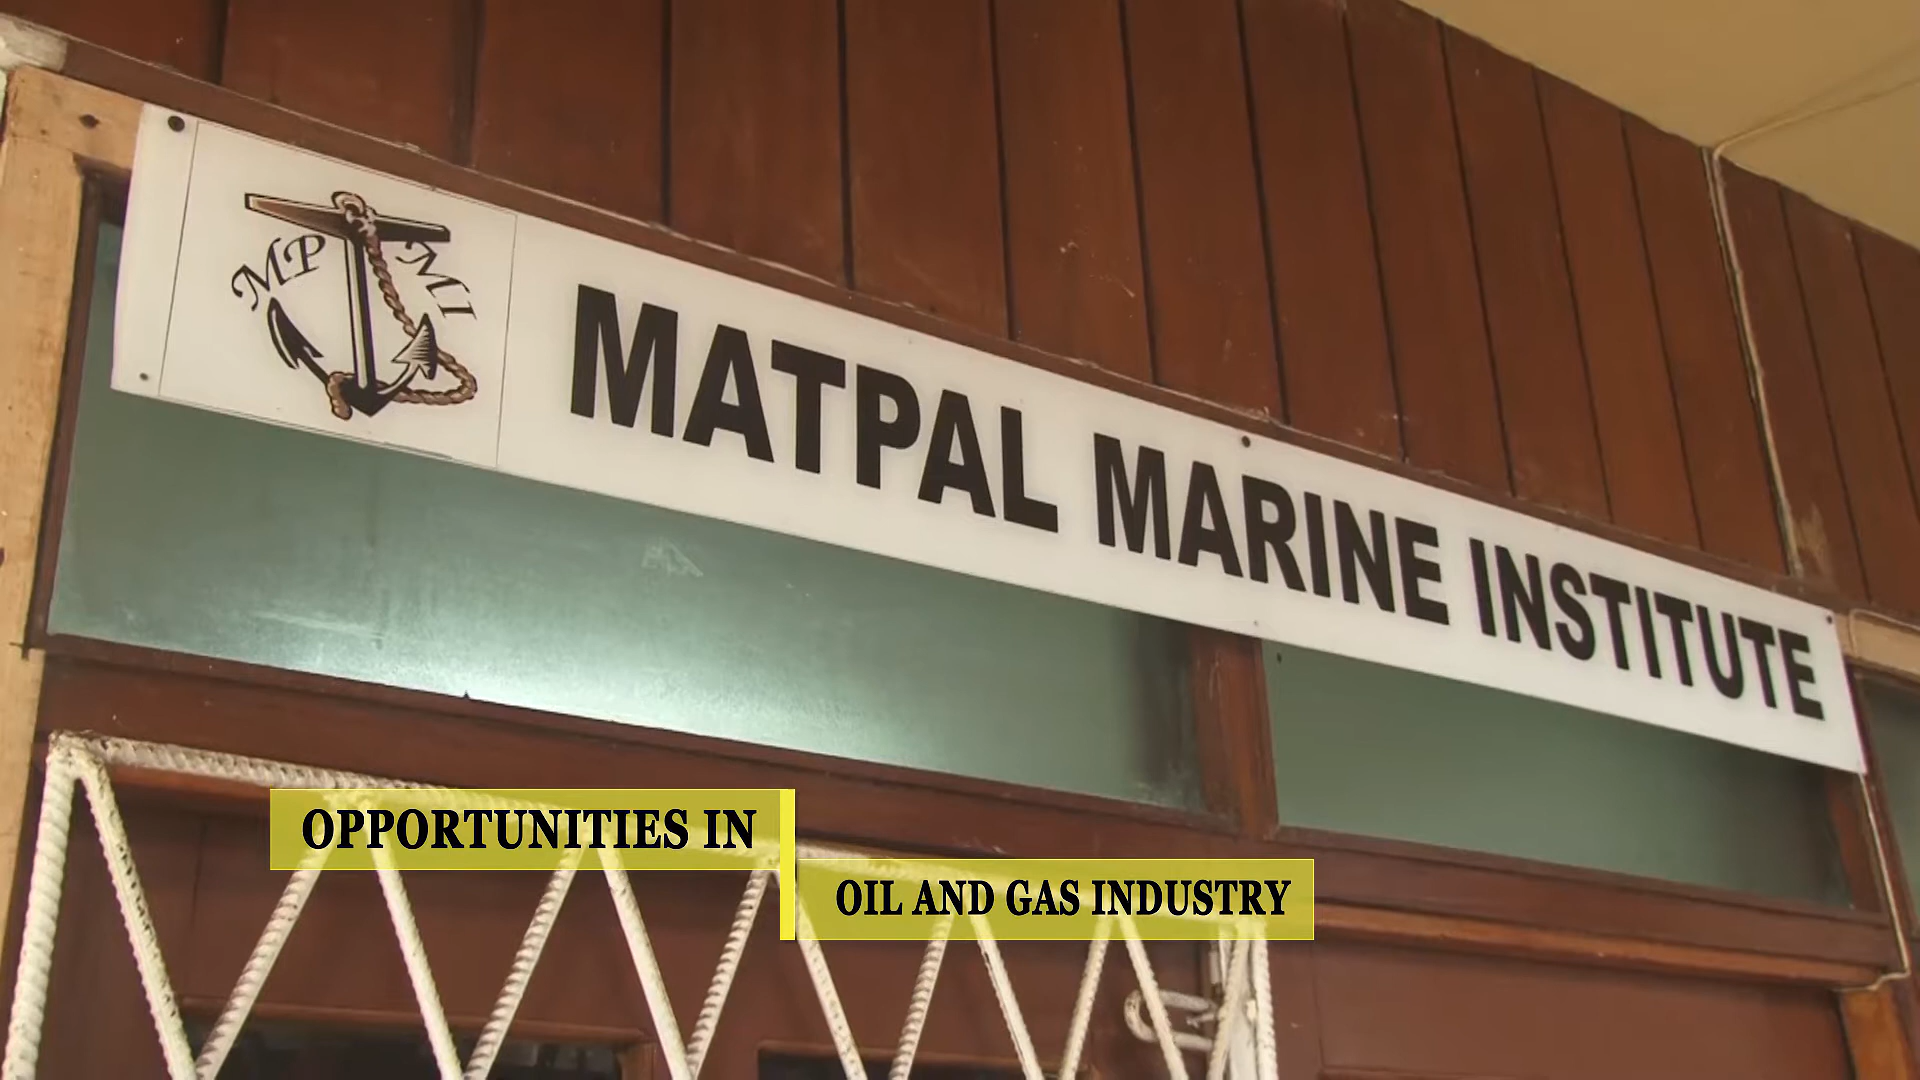 MP MI
MATPAL MARINE INSTITUTE
OPPORTUNITIES IN
OIL AND GAS INDUSTRY